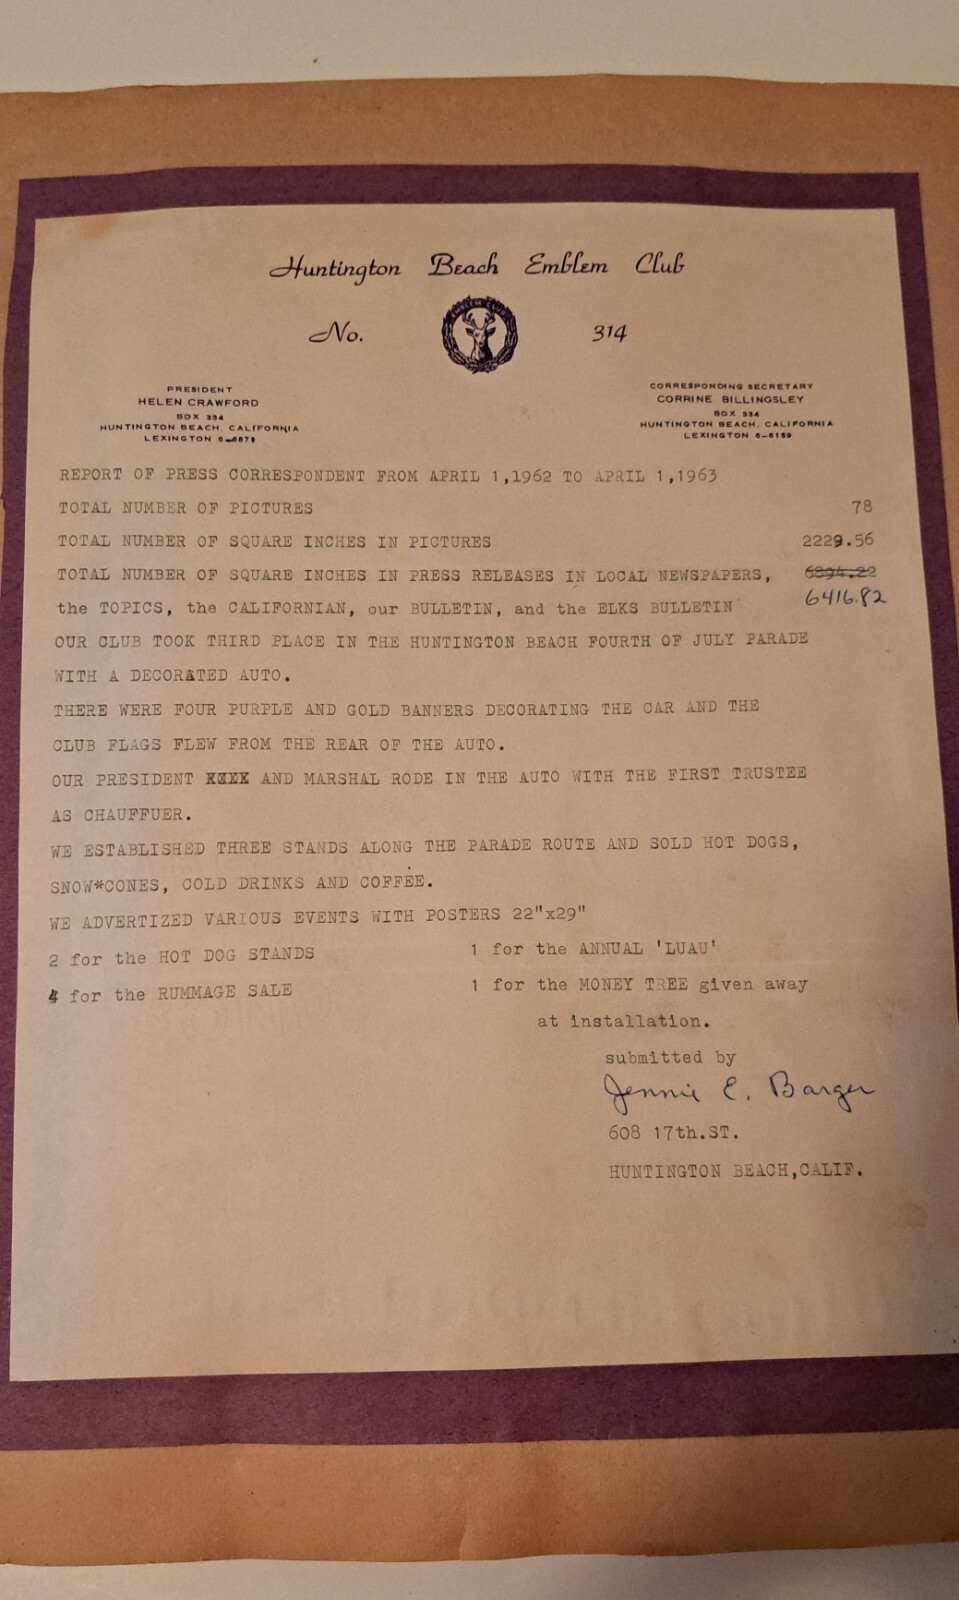 Huntington Beach Emblem Club
No. 314
EMBLEM CLUB
PRESIDENT
HELEN CRAWFORD
BOX 334
HUNTINGTON BEACH, CALIFORNIA
LEXINGTON
CORRESPONDING SECRETARY
CORRINE BILLINGSLEY
BOX 334
HUNTINGTON BEACH, CALIFORNIA
LEXINGTON 6-6169
REPORT OF PRESS CORRESPONDENT FROM APRIL 1,1962 TO APRIL 1,1963
TOTAL NUMBER OF PICTURES 78
TOTAL NUMBER OF SQUARE INCHES IN PICTURES 2229.56
TOTAL NUMBER OF SQUARE INCHES IN PRESS RELEASES IN LOCAL NEWSPAPERS, 6894.22
the TOPICS, the CALIFORNIAN, our BULLETIN, and the ELKS BULLETIN 6416.82
OUR CLUB TOOK THIRD PLACE IN THE HUNTINGTON BEACH FOURTH OF JULY PARADE
WITH A DECORATED AUTO.
THERE WERE FOUR PURPLE AND GOLD BANNERS DECORATING THE CAR AND THE
CLUB FLAGS FLEW FROM THE REAR OF THE AUTO.
OUR PRESIDENT XXXX AND MARSHAL RODE IN THE AUTO WITH THE FIRST TRUSTEE
AS CHAUFFUER.
WE ESTABLISHED THREE STANDS ALONG THE PARADE ROUTE AND SOLD HOT DOGS,
SNOW*CONES, COLD DRINKS AND COFFEE.
WE ADVERTIZED VARIOUS EVENTS WITH POSTERS 22"x29"
2 for the HOT DOG STANDS 1 for the ANNUAL 'LUAU'
4 for the RUMMAGE SALE 1 for the MONEY TREE given away
at installation.
submitted by
Jennie E. Barger
608 17th.ST.
HUNTINGTON BEACH,CALIF.